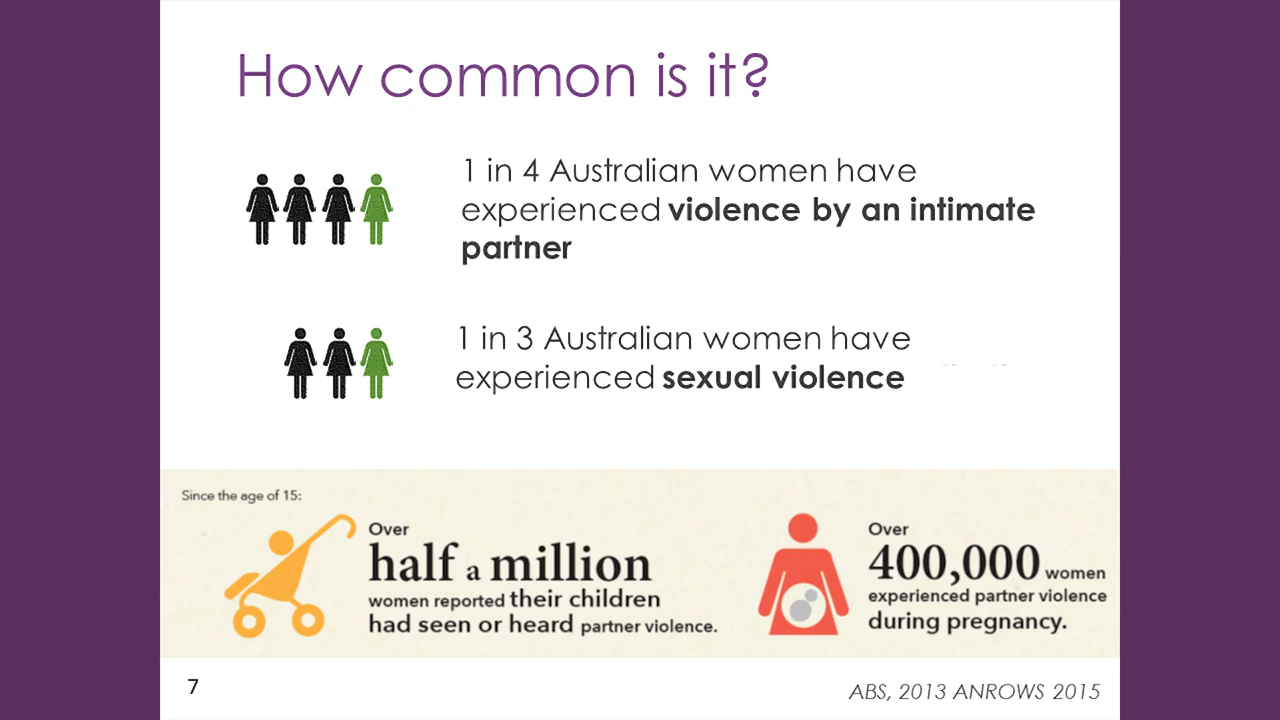 How common is it?
1 in 4 Australian women have
experienced violence by an intimate
partner
1 in 3 Australian women have
experienced sexual violence
Since the age of 15:
Over
half a million
women reported their children
had seen or heard partner violence.
Over
400,000 women
experienced partner violence
during pregnancy.
7
ABS, 2013 ANROWS 2015